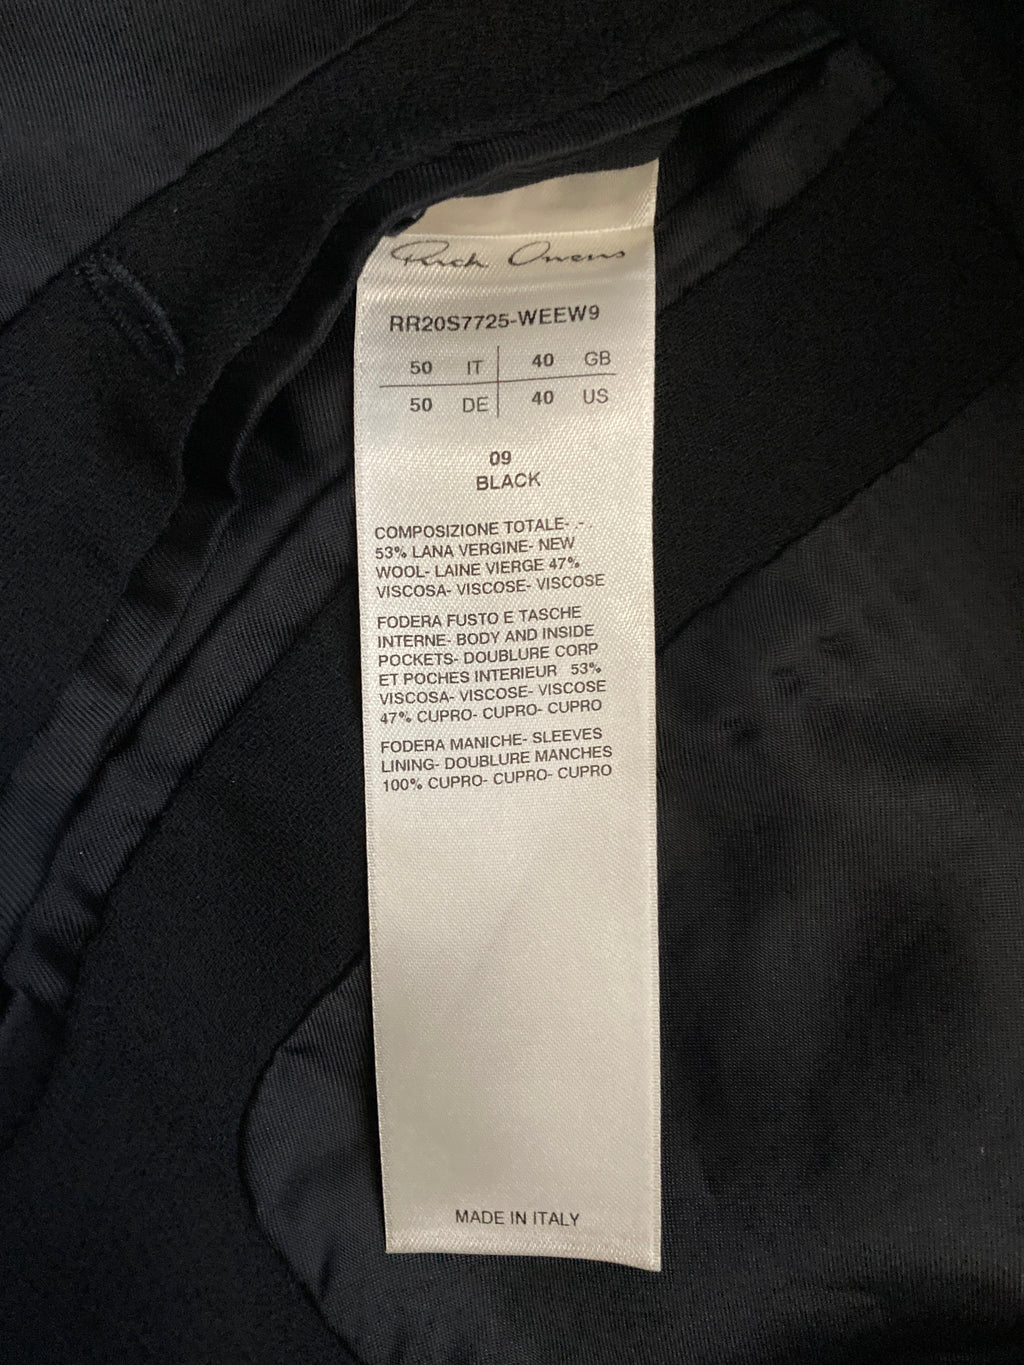 Rick Owens
RR20S7725-WEEW9
50 IT 40 GB
50 DE 40 US
09
BLACK
COMPOSIZIONE TOTALE- .- .
53% LANA VERGINE- NEW
WOOL- LAINE VIERGE 47%
VISCOSA- VISCOSE- VISCOSE
FODERA FUSTO E TASCHE
INTERNE- BODY AND INSIDE
POCKETS- DOUBLURE CORP
ET POCHES INTERIEUR 53%
VISCOSA- VISCOSE- VISCOSE
47% CUPRO- CUPRO- CUPRO
FODERA MANICHE- SLEEVES
LINING- DOUBLURE MANCHES
100% CUPRO- CUPRO- CUPRO
MADE IN ITALY